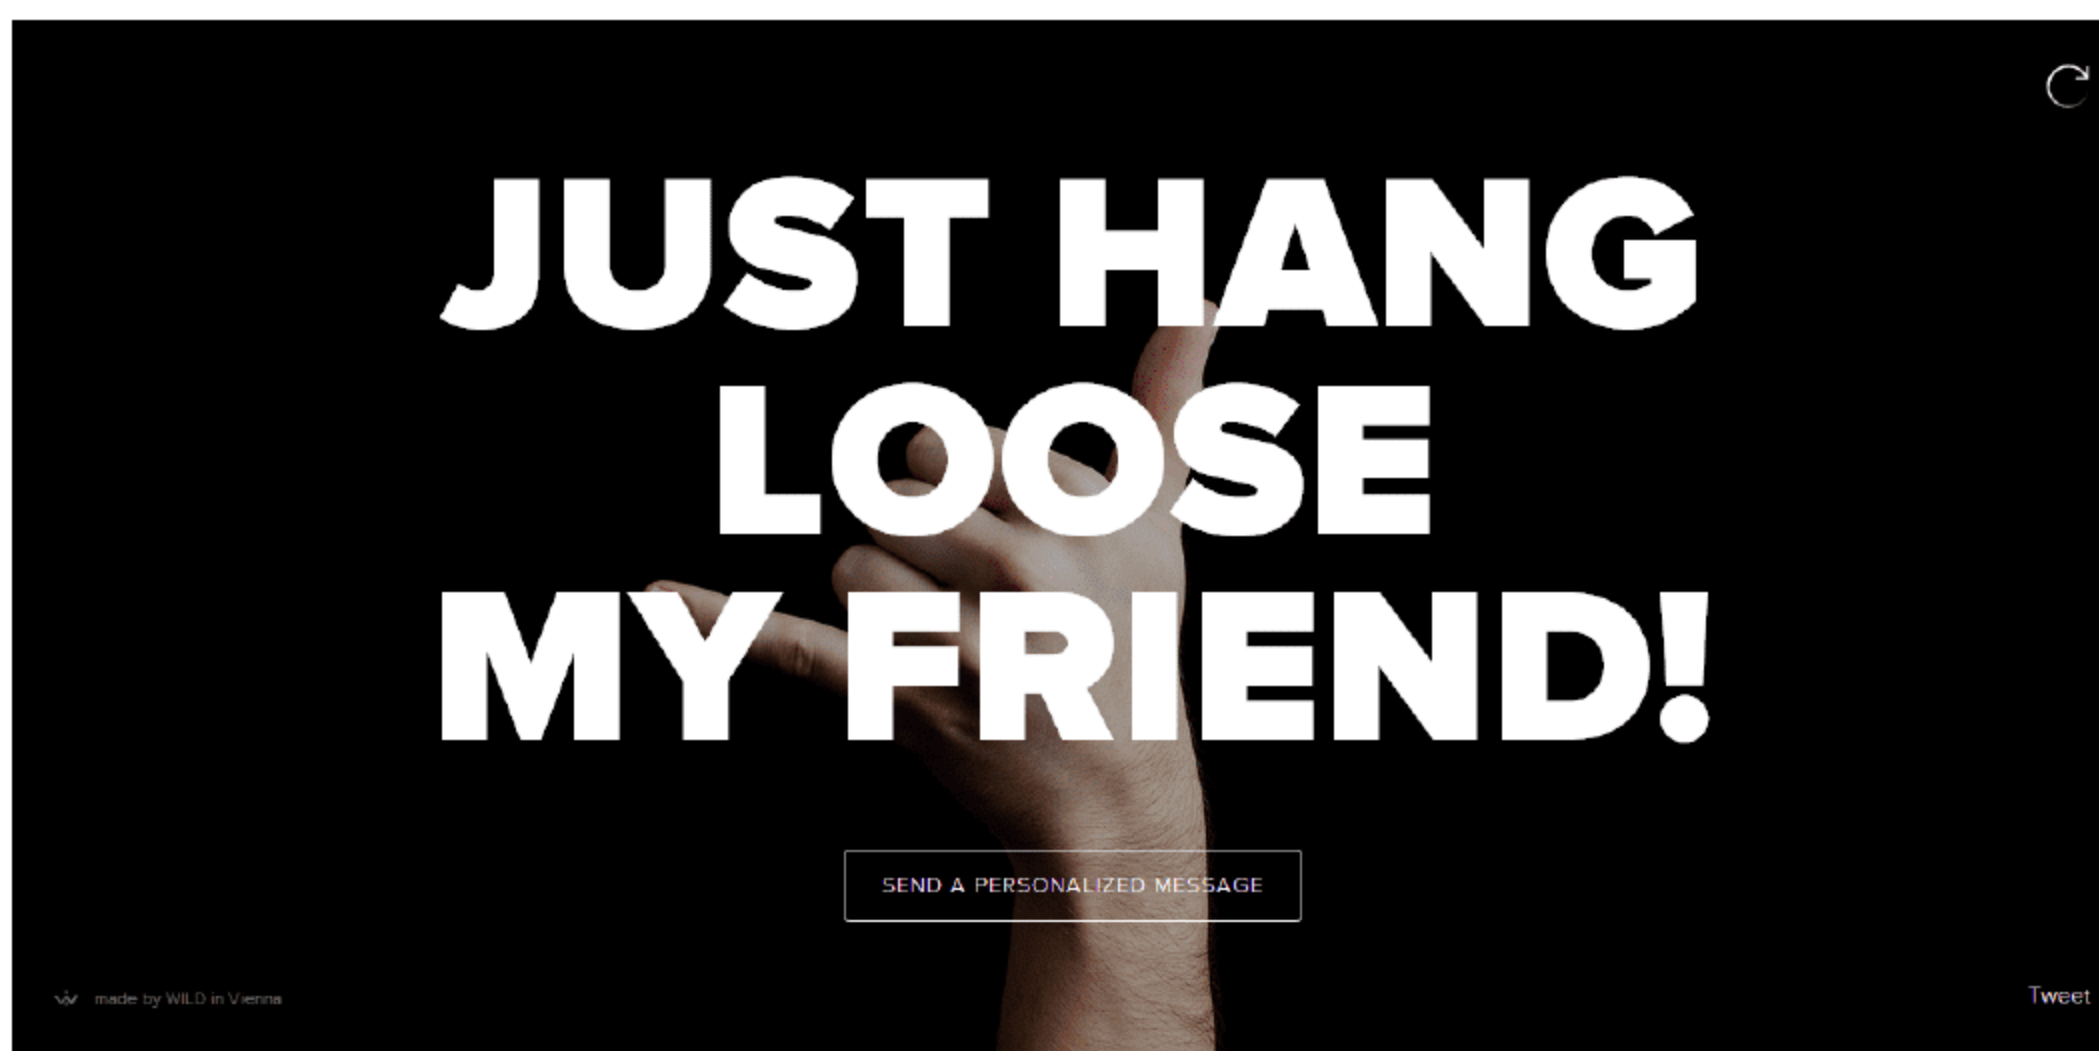 JUST HANG
LOOSE
MY FRIEND!
SEND A PERSONALIZED MESSAGE
made by WILD in Vienna
Tweet